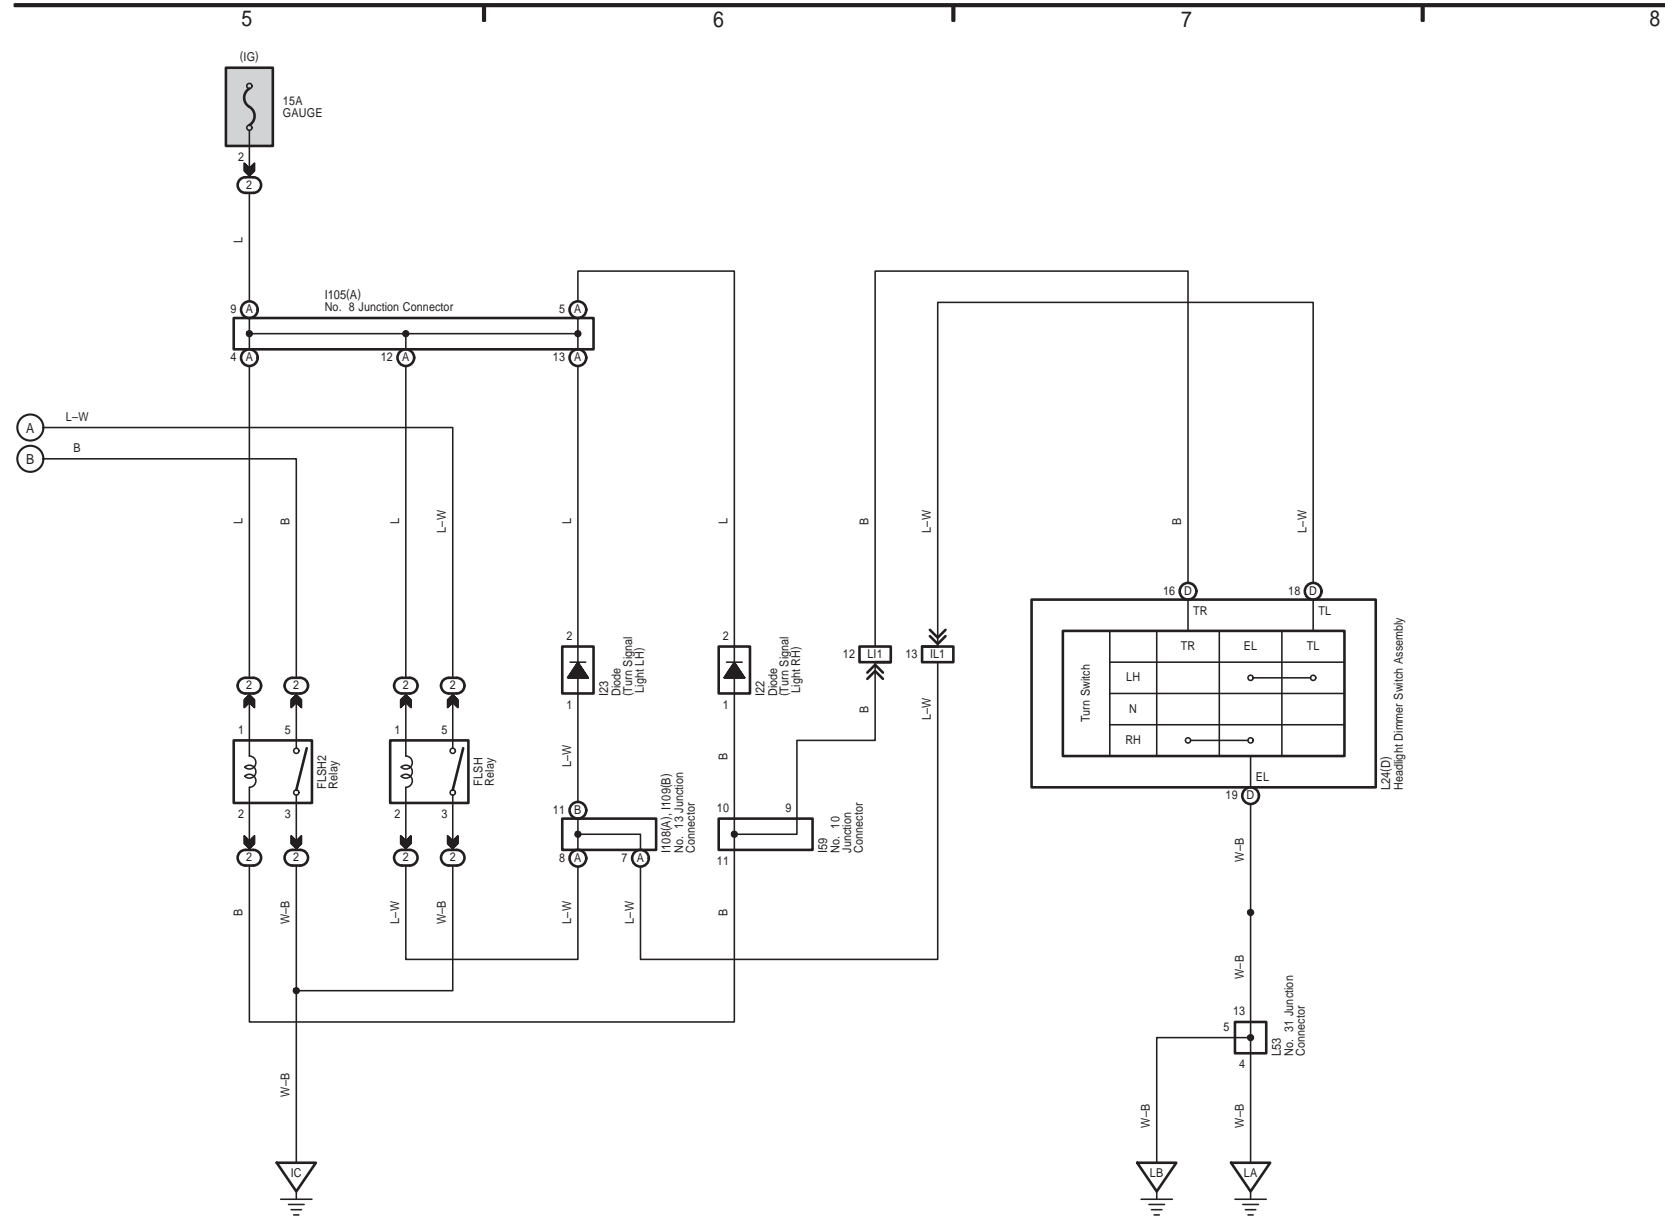 5 6 7 8
(IG)
15A
GAUGE
2
2
L
I105(A)
No. 8 Junction Connector
9 A 5 A
4 A 12 A 13 A
A L–W
B B
L B L L–W L L B L–W B L–W
16 D 18 D
TR TL
2 2 12 LI1 13 IL1
I23
Diode
(Turn Signal
Light LH)
I22
Diode
(Turn Signal
Light RH)
Turn Switch
TR EL TL
LH
N
RH
L24(D)
Headlight Dimmer Switch Assembly
2 2 2 2
1 1 B L–W
1 5 1 5
FLSH2
Relay
FLSH
Relay
L–W B
EL
19 D
2 3 2 3
11 B 10 9
I108(A), I109(B)
No. 13 Junction
Connector
I59
No. 10
Junction
Connector
2 2 2 2
8 A 7 A 11
W–B
B W–B L–W W–B L–W L–W B
W–B
13
5
4
L53
No. 31 Junction
Connector
W–B W–B W–B
IC LB LA